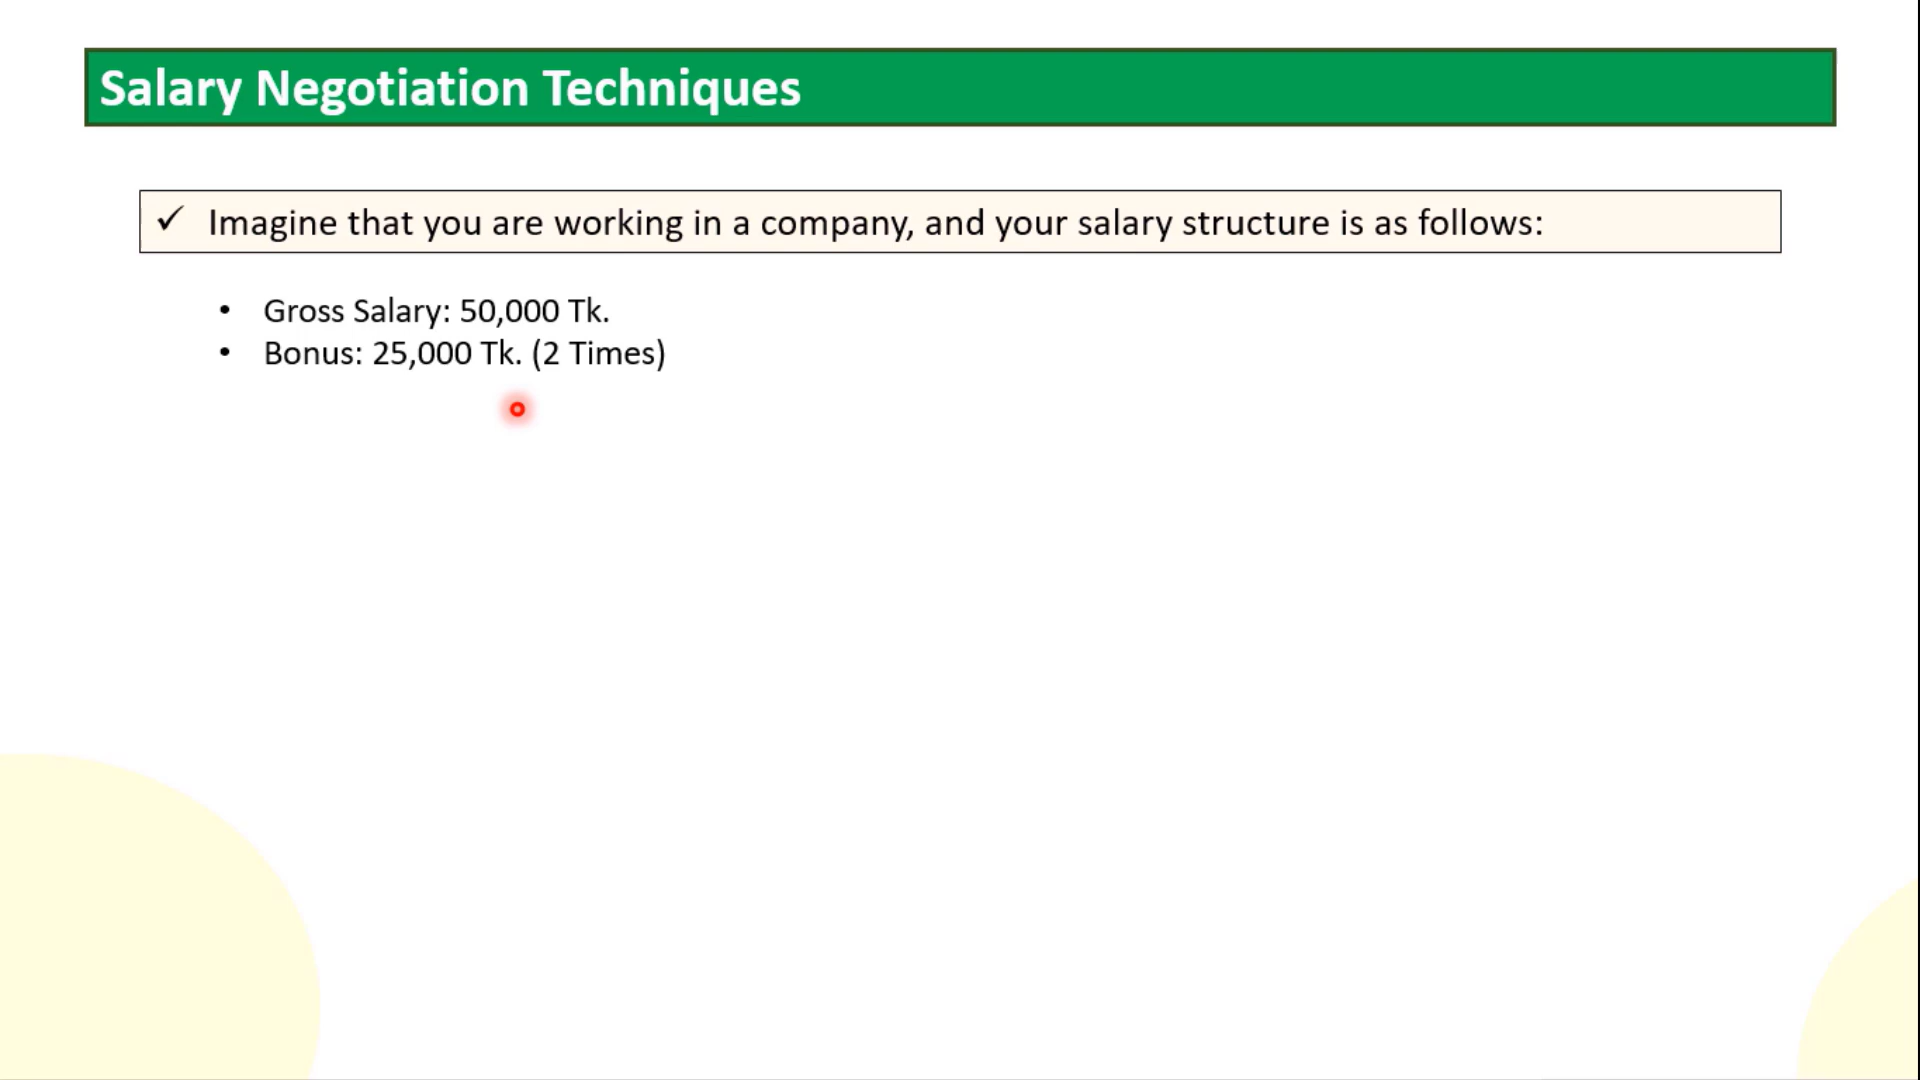 Salary Negotiation Techniques
✓ Imagine that you are working in a company, and your salary structure is as follows:
• Gross Salary: 50,000 Tk.
• Bonus: 25,000 Tk. (2 Times)